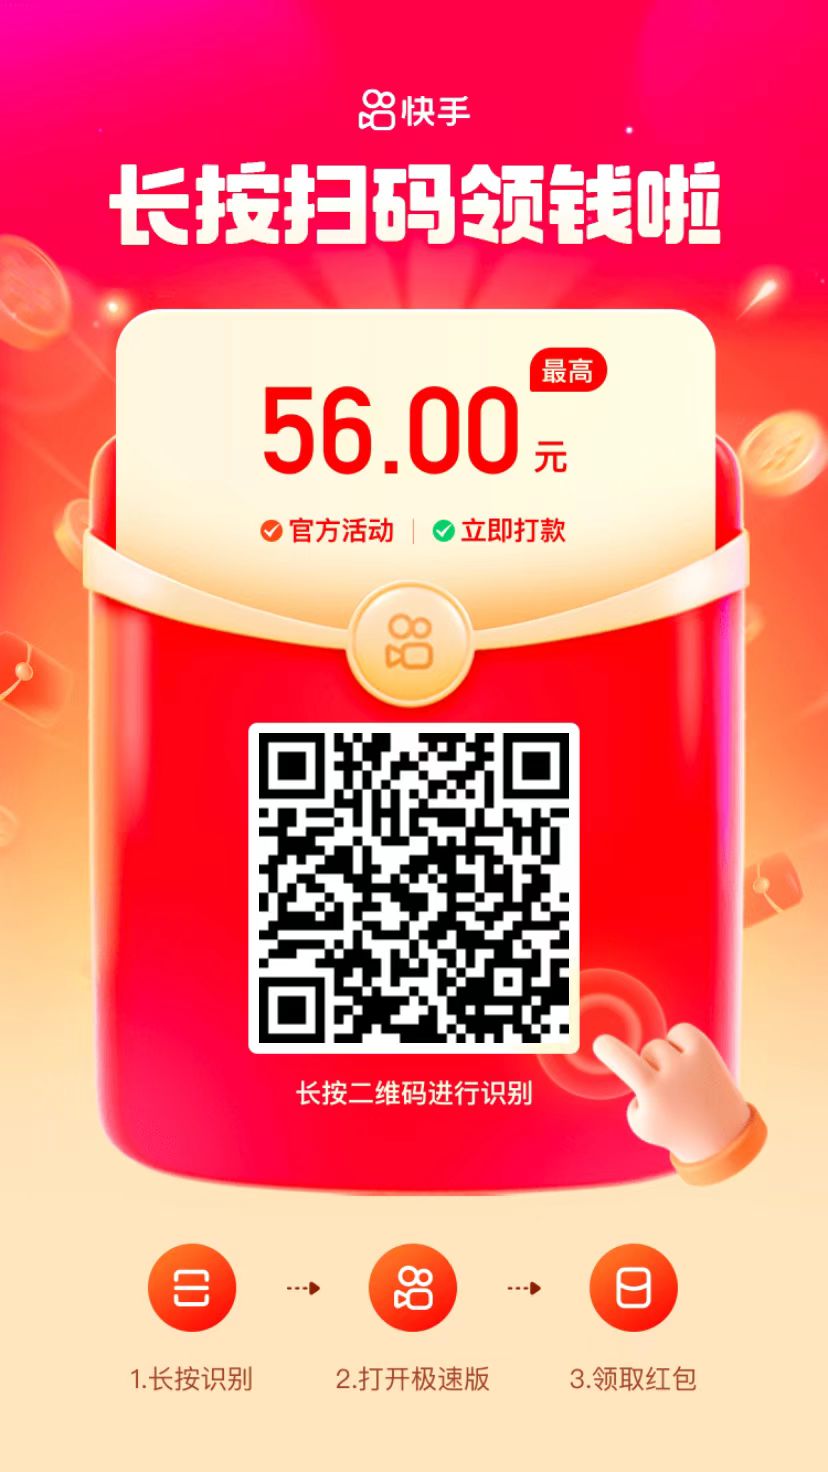 快手
长按扫码领钱啦
最高
56.00元
官方活动 | 立即打款
长按二维码进行识别
1.长按识别
2.打开极速版
3.领取红包